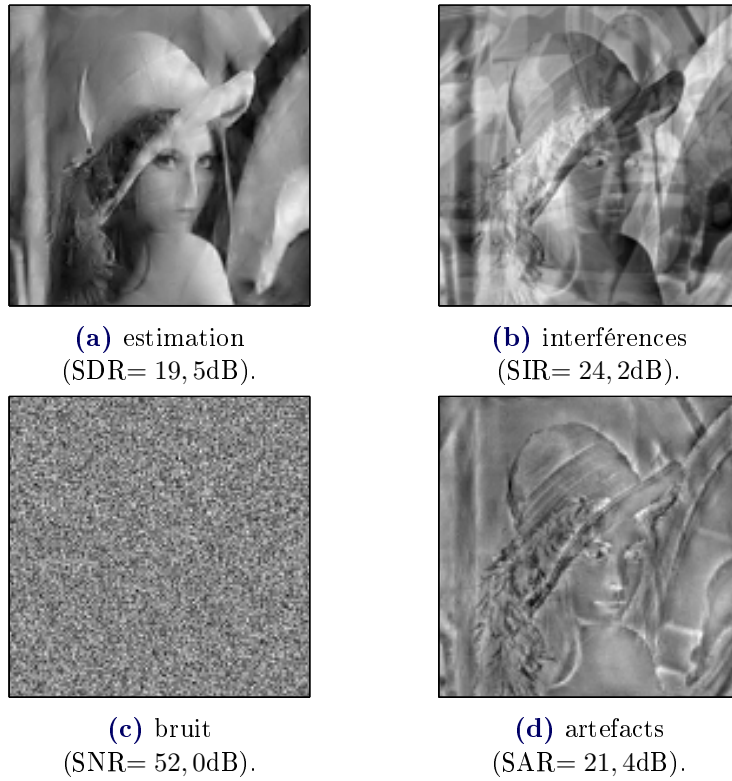 (a) estimation
(SDR= 19, 5dB).
(b) interférences
(SIR= 24, 2dB).
(c) bruit
(SNR= 52, 0dB).
(d) artefacts
(SAR= 21, 4dB).